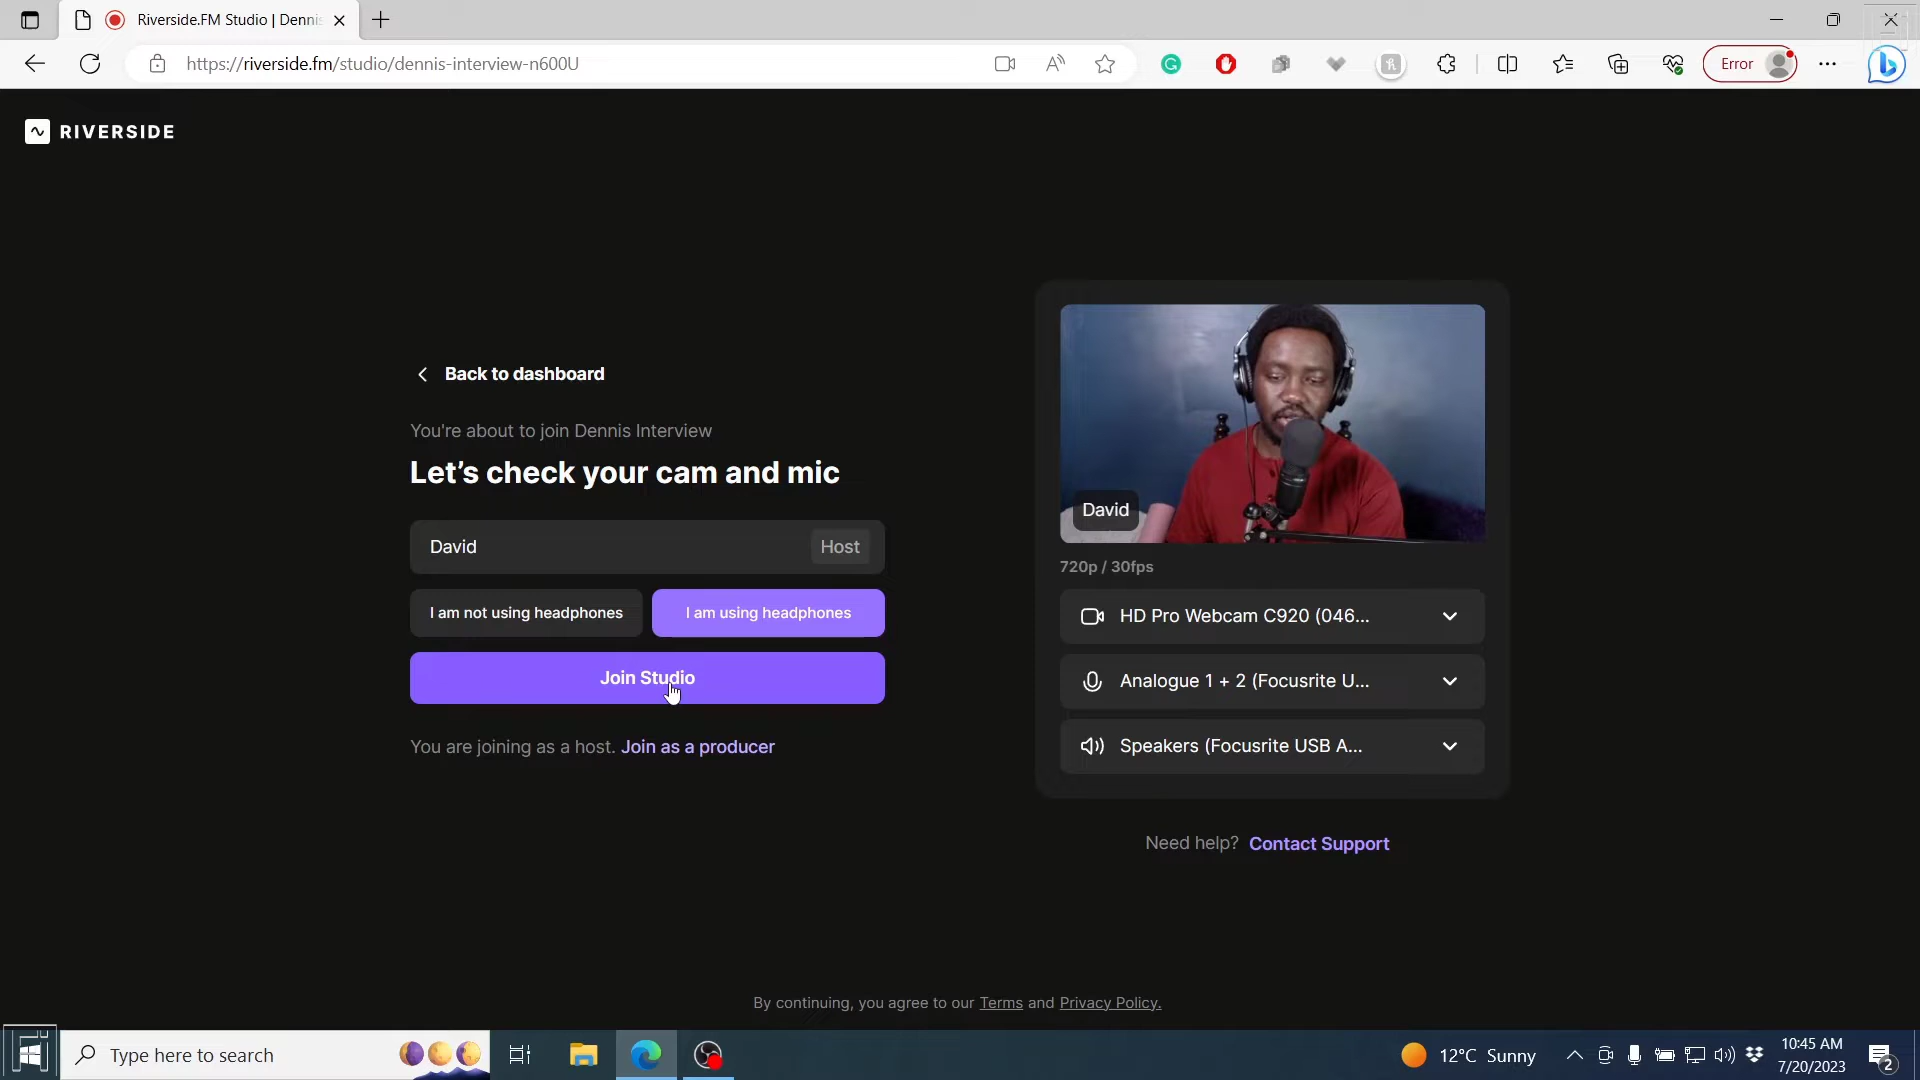 Riverside.FM Studio | Dennis
https://riverside.fm/studio/dennis-interview-n600U
Error
RIVERSIDE
Back to dashboard
You're about to join Dennis Interview
Let's check your cam and mic
David
Host
I am not using headphones
I am using headphones
Join Studio
You are joining as a host. Join as a producer
David
720p / 30fps
HD Pro Webcam C920 (046...
Analogue 1 + 2 (Focusrite U...
Speakers (Focusrite USB A...
Need help? Contact Support
By continuing, you agree to our Terms and Privacy Policy.
Type here to search
12°C Sunny
10:45 AM
7/20/2023
2